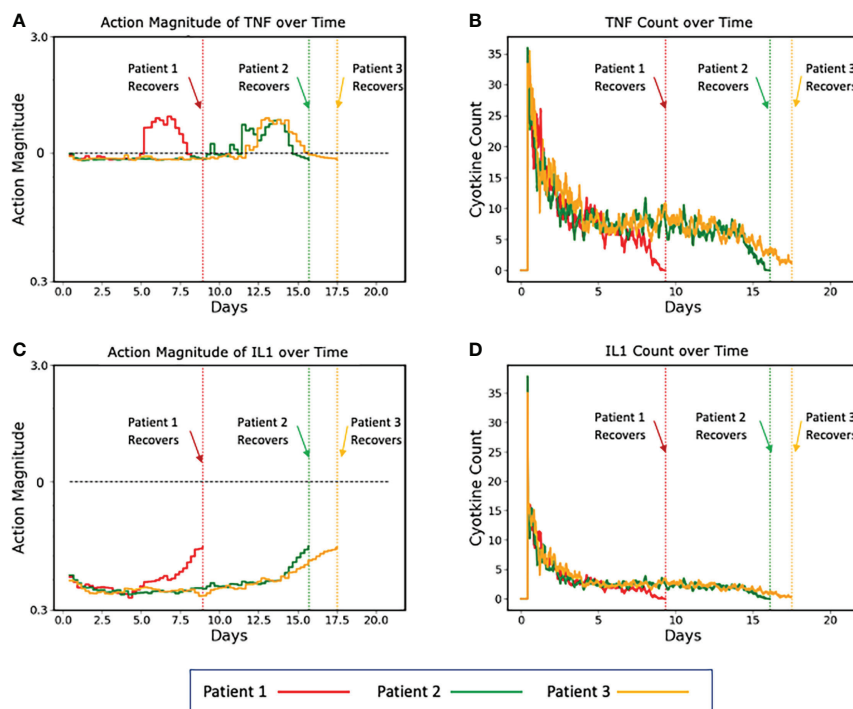 A
Action Magnitude of TNF over Time
3.0
0
0.3
Action Magnitude
Patient 1
Recovers
Patient 2
Recovers
Patient 3
Recovers
0.0 2.5 5.0 7.5 10.0 12.5 15.0 17.5 20.0
Days
B
TNF Count over Time
35
30
25
20
15
10
5
0
Cyotkine Count
Patient 1
Recovers
Patient 2
Recovers
Patient 3
Recovers
0 5 10 15 20
Days
C
Action Magnitude of IL1 over Time
3.0
0
0.3
Action Magnitude
Patient 1
Recovers
Patient 2
Recovers
Patient 3
Recovers
0.0 2.5 5.0 7.5 10.0 12.5 15.0 17.5 20.0
Days
D
IL1 Count over Time
35
30
25
20
15
10
5
0
Cyotkine Count
Patient 1
Recovers
Patient 2
Recovers
Patient 3
Recovers
0 5 10 15 20
Days
Patient 1 Patient 2 Patient 3